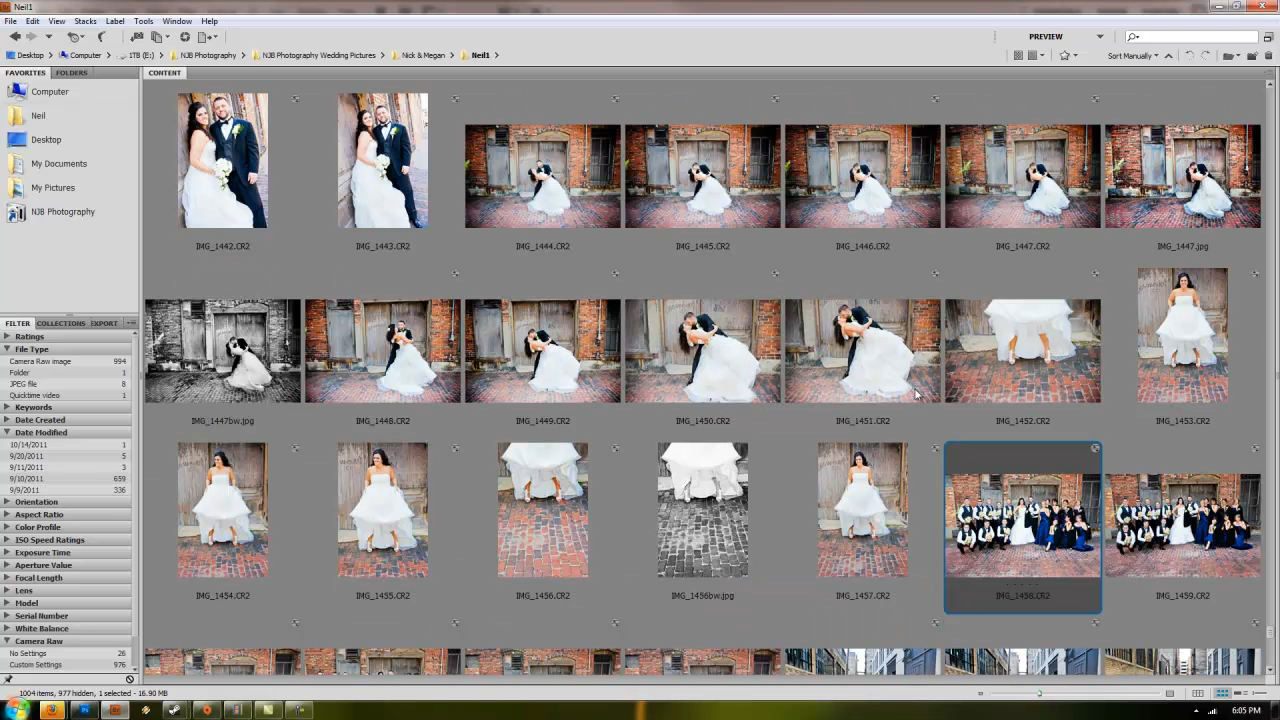 Br Neil1
File Edit View Stacks Label Tools Window Help
PREVIEW
Desktop > Computer > 1TB (E:) > NJB Photography > NJB Photography Wedding Pictures > Nick & Megan > Neil1 >
Sort Manually
FAVORITES FOLDERS
CONTENT
Computer
Neil
Desktop
My Documents
My Pictures
NJB Photography
IMG_1442.CR2 IMG_1443.CR2 IMG_1444.CR2 IMG_1445.CR2 IMG_1446.CR2 IMG_1447.CR2 IMG_1447.jpg
IMG_1447bw.jpg IMG_1448.CR2 IMG_1449.CR2 IMG_1450.CR2 IMG_1451.CR2 IMG_1452.CR2 IMG_1453.CR2
IMG_1454.CR2 IMG_1455.CR2 IMG_1456.CR2 IMG_1456bw.jpg IMG_1457.CR2 IMG_1458.CR2 IMG_1459.CR2
FILTER COLLECTIONS EXPORT
Ratings
File Type
Camera Raw image 994
Folder 1
JPEG file 8
Quicktime video 1
Keywords
Date Created
Date Modified
10/14/2011 1
9/20/2011 5
9/11/2011 3
9/10/2011 659
9/9/2011 336
Orientation
Aspect Ratio
Color Profile
ISO Speed Ratings
Exposure Time
Aperture Value
Focal Length
Lens
Model
Serial Number
White Balance
Camera Raw
No Settings 26
Custom Settings 976
1004 items, 977 hidden, 1 selected - 16.90 MB
6:05 PM